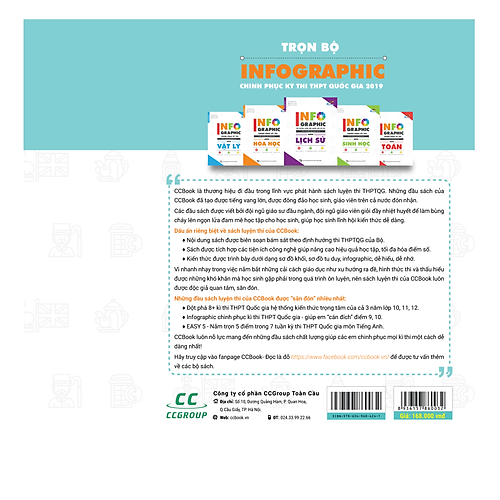 TRỌN BỘ
INFOGRAPHIC
CHINH PHỤC KỲ THI THPT QUỐC GIA 2019
INFO
GRAPHIC
VẬT LÝ
INFO
GRAPHIC
HÓA HỌC
INFO
GRAPHIC
LỊCH SỬ
INFO
GRAPHIC
SINH HỌC
INFO
GRAPHIC
TOÁN
CCBook là thương hiệu đi đầu trong lĩnh vực phát hành sách luyện thi THPTQG. Những đầu sách của
CCBook đã tạo được tiếng vang lớn, được đông đảo học sinh, giáo viên trên cả nước đón nhận.
Các đầu sách được viết bởi đội ngũ giáo sư đầu ngành, đội ngũ giáo viên giỏi đầy nhiệt huyết để làm bùng
cháy lên ngọn lửa đam mê học tập cho học sinh, giúp học sinh lĩnh hội kiến thức dễ dàng.
Dấu ấn riêng biệt về sách luyện thi của CCBook:
• Nội dung sách được biên soạn bám sát theo định hướng thi THPTQG của Bộ.
• Sách được tích hợp các tiện ích công nghệ giúp nâng cao hiệu quả học tập, tối đa hóa điểm số.
• Kiến thức được trình bày dưới dạng sơ đồ khối, sơ đồ tư duy, infographic, dễ hiểu, dễ nhớ.
Vì nhanh nhạy trong việc nắm bắt những cải cách giáo dục như xu hướng ra đề, hình thức thi và thấu hiểu
được những khó khăn mà học sinh gặp phải trong quá trình ôn luyện, nên sách luyện thi của CCBook luôn
được độc giả quan tâm, săn đón.
Những đầu sách luyện thi của CCBook được "săn đón" nhiều nhất:
• Đột phá 8+ kì thi THPT Quốc gia hệ thống kiến thức trọng tâm của cả 3 năm lớp 10, 11, 12.
• Infographic chinh phục kì thi THPT Quốc gia - giúp em "cán đích" điểm 9, 10.
• EASY 5 - Nắm trọn 5 điểm trong 7 tuần kỳ thi THPT Quốc gia môn Tiếng Anh.
CCBook luôn nỗ lực mang đến những đầu sách chất lượng giúp các em chinh phục mọi kì thi một cách dễ
dàng nhất!
Hãy truy cập vào fanpage CCBook- Đọc là đỗ https://www.facebook.com/ccbook.vn/ để được tư vấn thêm
về các bộ sách.
CC
CCGROUP
Công ty cổ phần CCGroup Toàn Cầu
Địa chỉ: Số 10, Dương Quảng Hàm, P. Quan Hoa,
Q.Cầu Giấy, TP. Hà Nội.
Web: ccbook.vn
ĐT: 024.33.99.22.66
Giá: 168.000 vnđ